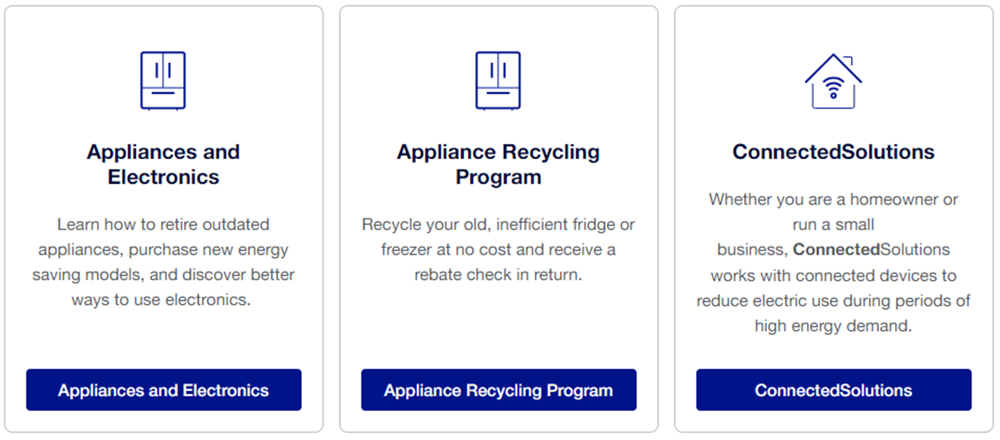 Appliances and
Electronics
Learn how to retire outdated
appliances, purchase new energy
saving models, and discover better
ways to use electronics.
Appliances and Electronics
Appliance Recycling
Program
Recycle your old, inefficient fridge or
freezer at no cost and receive a
rebate check in return.
Appliance Recycling Program
ConnectedSolutions
Whether you are a homeowner or
run a small
business, ConnectedSolutions
works with connected devices to
reduce electric use during periods of
high energy demand.
ConnectedSolutions